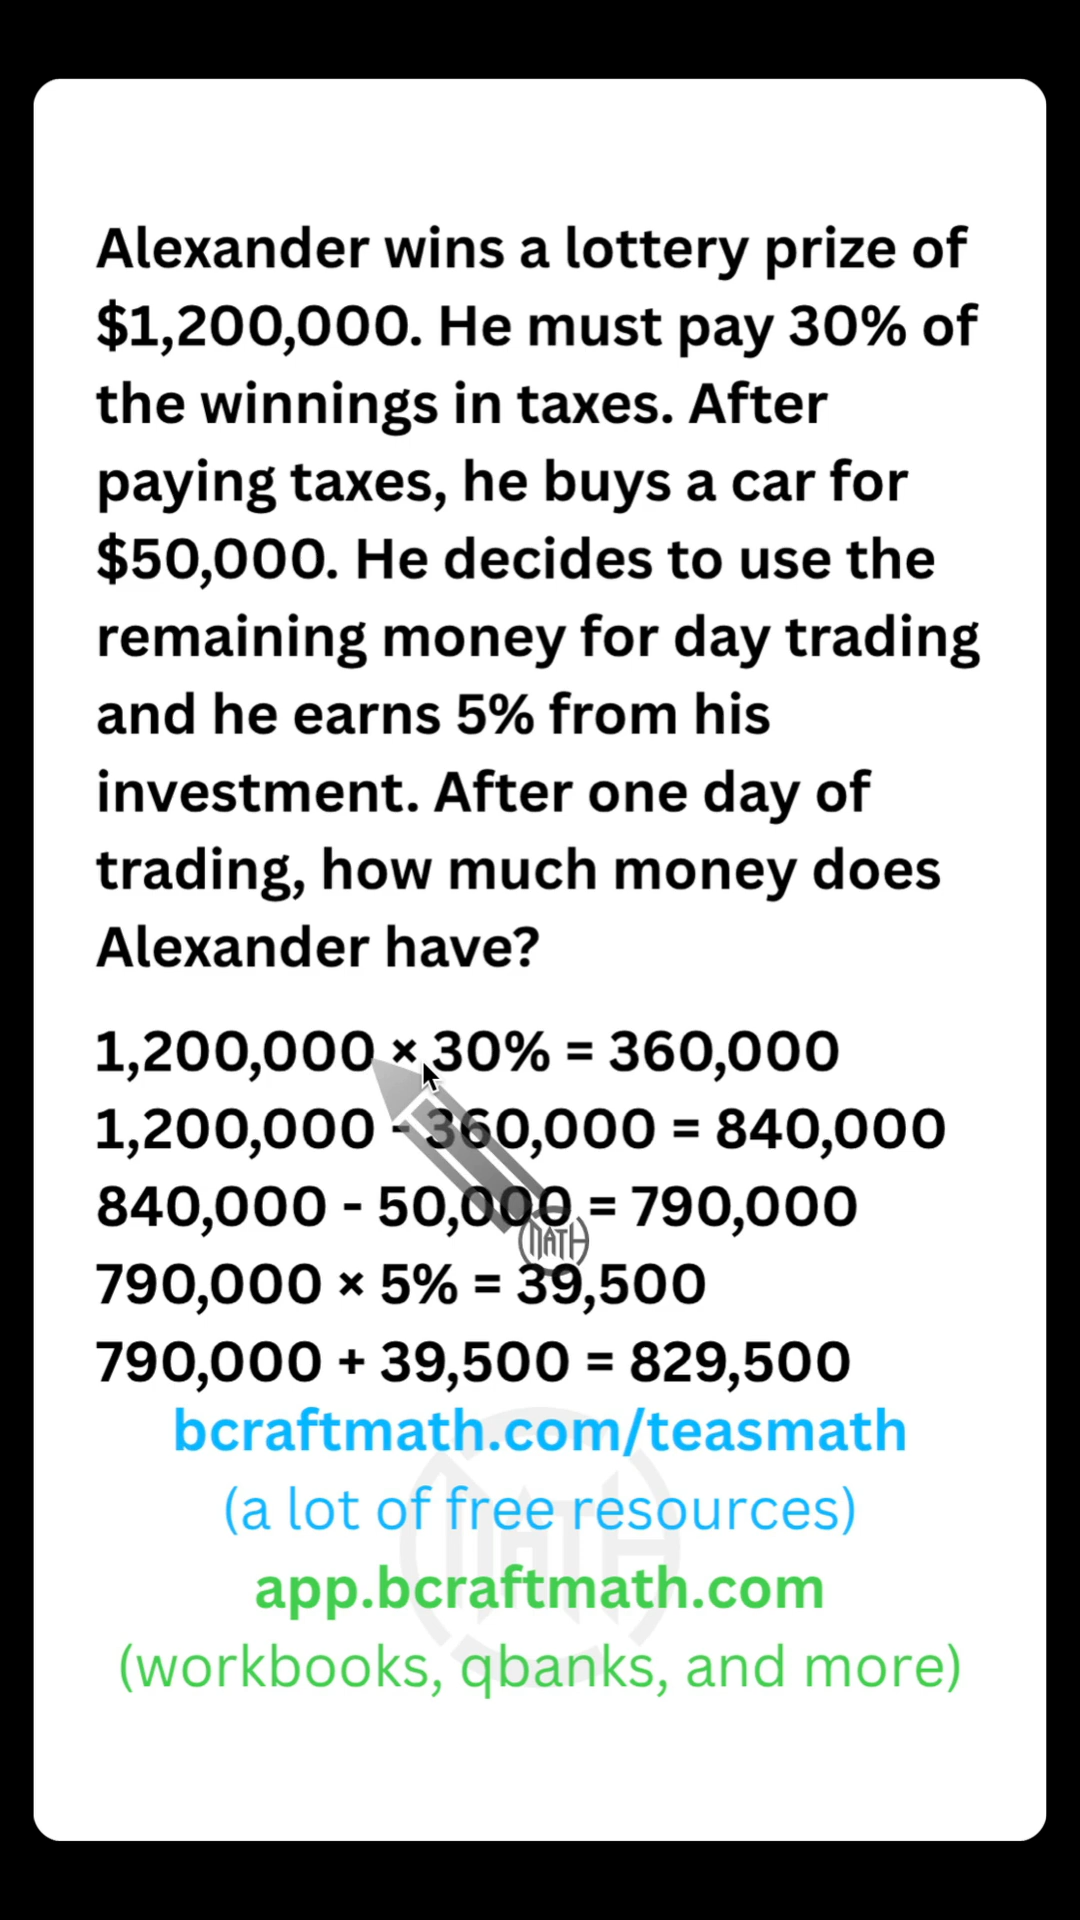 Alexander wins a lottery prize of
$1,200,000. He must pay 30% of
the winnings in taxes. After
paying taxes, he buys a car for
$50,000. He decides to use the
remaining money for day trading
and he earns 5% from his
investment. After one day of
trading, how much money does
Alexander have?
1,200,000 × 30% = 360,000
1,200,000 - 360,000 = 840,000
840,000 - 50,000 = 790,000
MATH
790,000 × 5% = 39,500
790,000 + 39,500 = 829,500
bcraftmath.com/teasmath
(a lot of free resources)
MATH
app.bcraftmath.com
(workbooks, qbanks, and more)